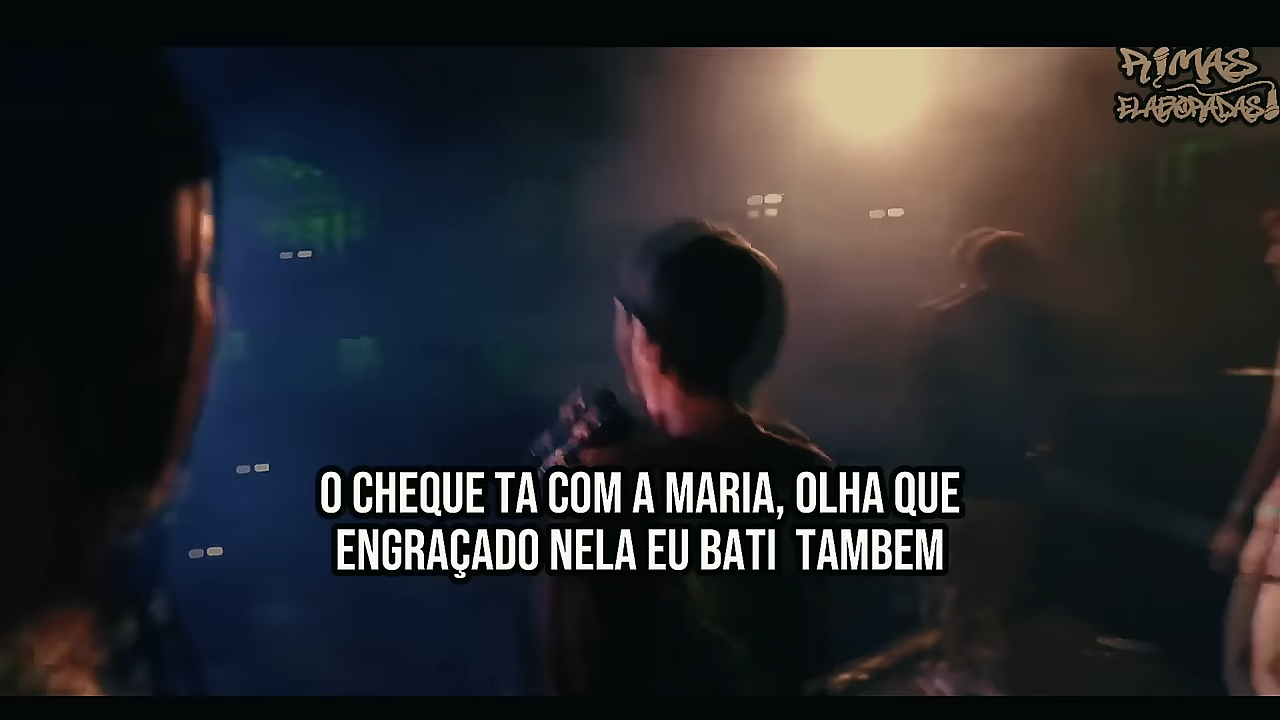 RIMAS
ELABORADAS!
O CHEQUE TA COM A MARIA, OLHA QUE
ENGRAÇADO NELA EU BATI  TAMBEM